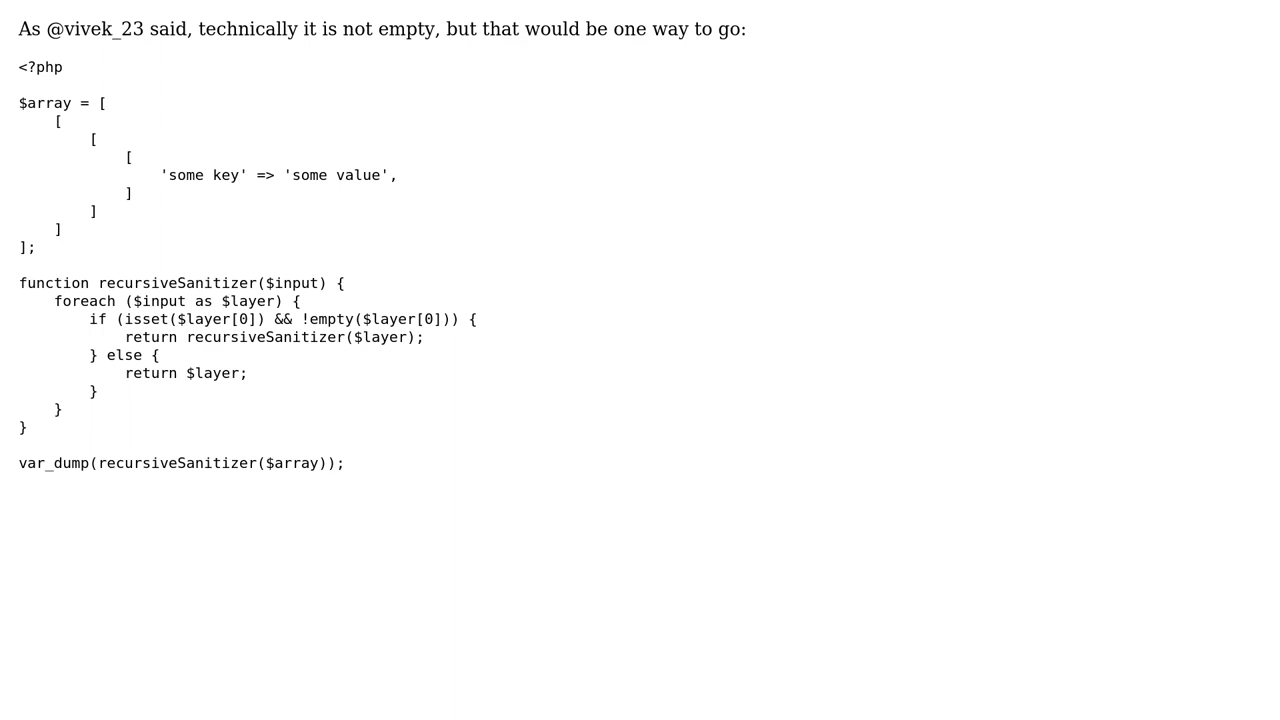 As @vivek_23 said, technically it is not empty, but that would be one way to go:
<?php
$array = [
    [
        [
            [
                'some key' => 'some value',
            ]
        ]
    ]
];
function recursiveSanitizer($input) {
    foreach ($input as $layer) {
        if (isset($layer[0]) && !empty($layer[0])) {
            return recursiveSanitizer($layer);
        } else {
            return $layer;
        }
    }
}
var_dump(recursiveSanitizer($array));